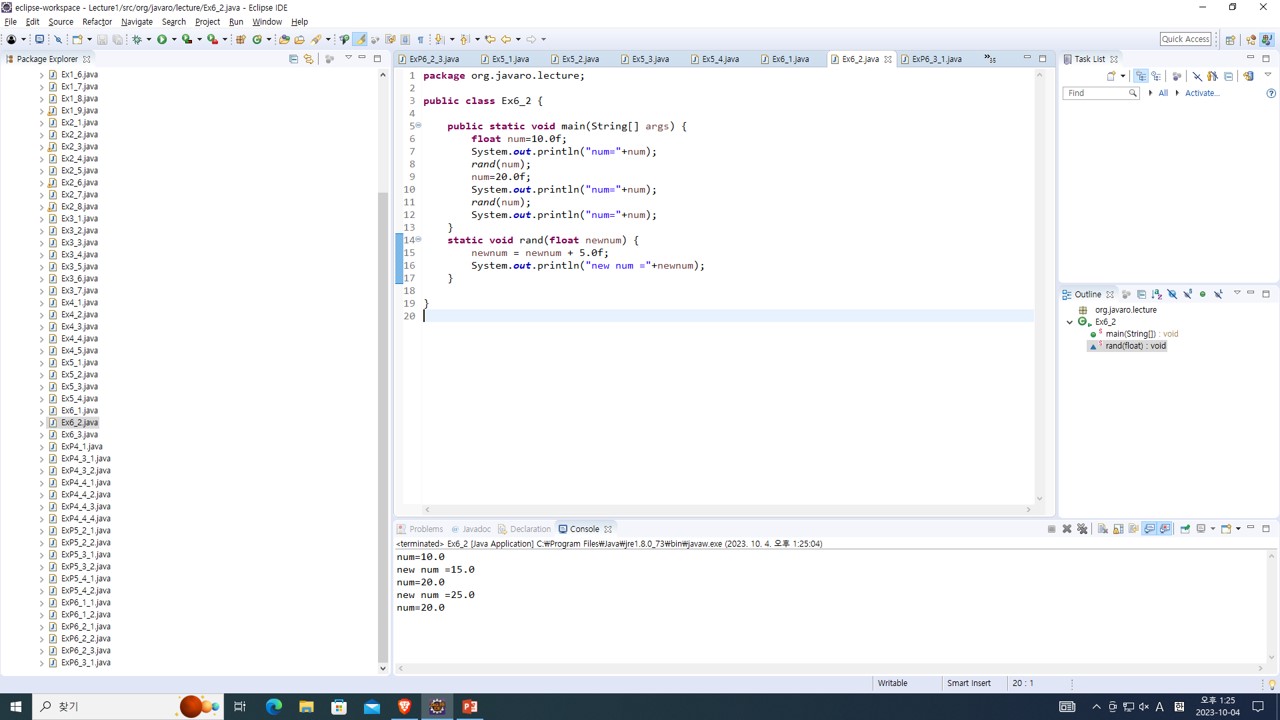 eclipse-workspace - Lecture1/src/org/javaro/lecture/Ex6_2.java - Eclipse IDE
File Edit Source Refactor Navigate Search Project Run Window Help
Quick Access
Package Explorer
Ex1_6.java
Ex1_7.java
Ex1_8.java
Ex1_9.java
Ex2_1.java
Ex2_2.java
Ex2_3.java
Ex2_4.java
Ex2_5.java
Ex2_6.java
Ex2_7.java
Ex2_8.java
Ex3_1.java
Ex3_2.java
Ex3_3.java
Ex3_4.java
Ex3_5.java
Ex3_6.java
Ex3_7.java
Ex4_1.java
Ex4_2.java
Ex4_3.java
Ex4_4.java
Ex4_5.java
Ex5_1.java
Ex5_2.java
Ex5_3.java
Ex5_4.java
Ex6_1.java
Ex6_2.java
Ex6_3.java
ExP4_1.java
ExP4_3_1.java
ExP4_3_2.java
ExP4_4_1.java
ExP4_4_2.java
ExP4_4_3.java
ExP4_4_4.java
ExP5_2_1.java
ExP5_2_2.java
ExP5_3_1.java
ExP5_3_2.java
ExP5_4_1.java
ExP5_4_2.java
ExP6_1_1.java
ExP6_1_2.java
ExP6_2_1.java
ExP6_2_2.java
ExP6_2_3.java
ExP6_3_1.java
ExP6_2_3.java Ex5_1.java Ex5_2.java Ex5_3.java Ex5_4.java Ex6_1.java Ex6_2.java ExP6_3_1.java »35
1 package org.javaro.lecture;
2
3 public class Ex6_2 {
4
5 public static void main(String[] args) {
6 float num=10.0f;
7 System.out.println("num="+num);
8 rand(num);
9 num=20.0f;
10 System.out.println("num="+num);
11 rand(num);
12 System.out.println("num="+num);
13 }
14 static void rand(float newnum) {
15 newnum = newnum + 5.0f;
16 System.out.println("new num ="+newnum);
17 }
18
19 }
20
Task List
Find All Activate...
Outline
org.javaro.lecture
Ex6_2
main(String[]) : void
rand(float) : void
Problems Javadoc Declaration Console
<terminated> Ex6_2 [Java Application] C:₩Program Files₩Java₩jre1.8.0_73₩bin₩javaw.exe (2023. 10. 4. 오후 1:25:04)
num=10.0
new num =15.0
num=20.0
new num =25.0
num=20.0
Writable Smart Insert 20 : 1
찾기
A
오후 1:25
2023-10-04